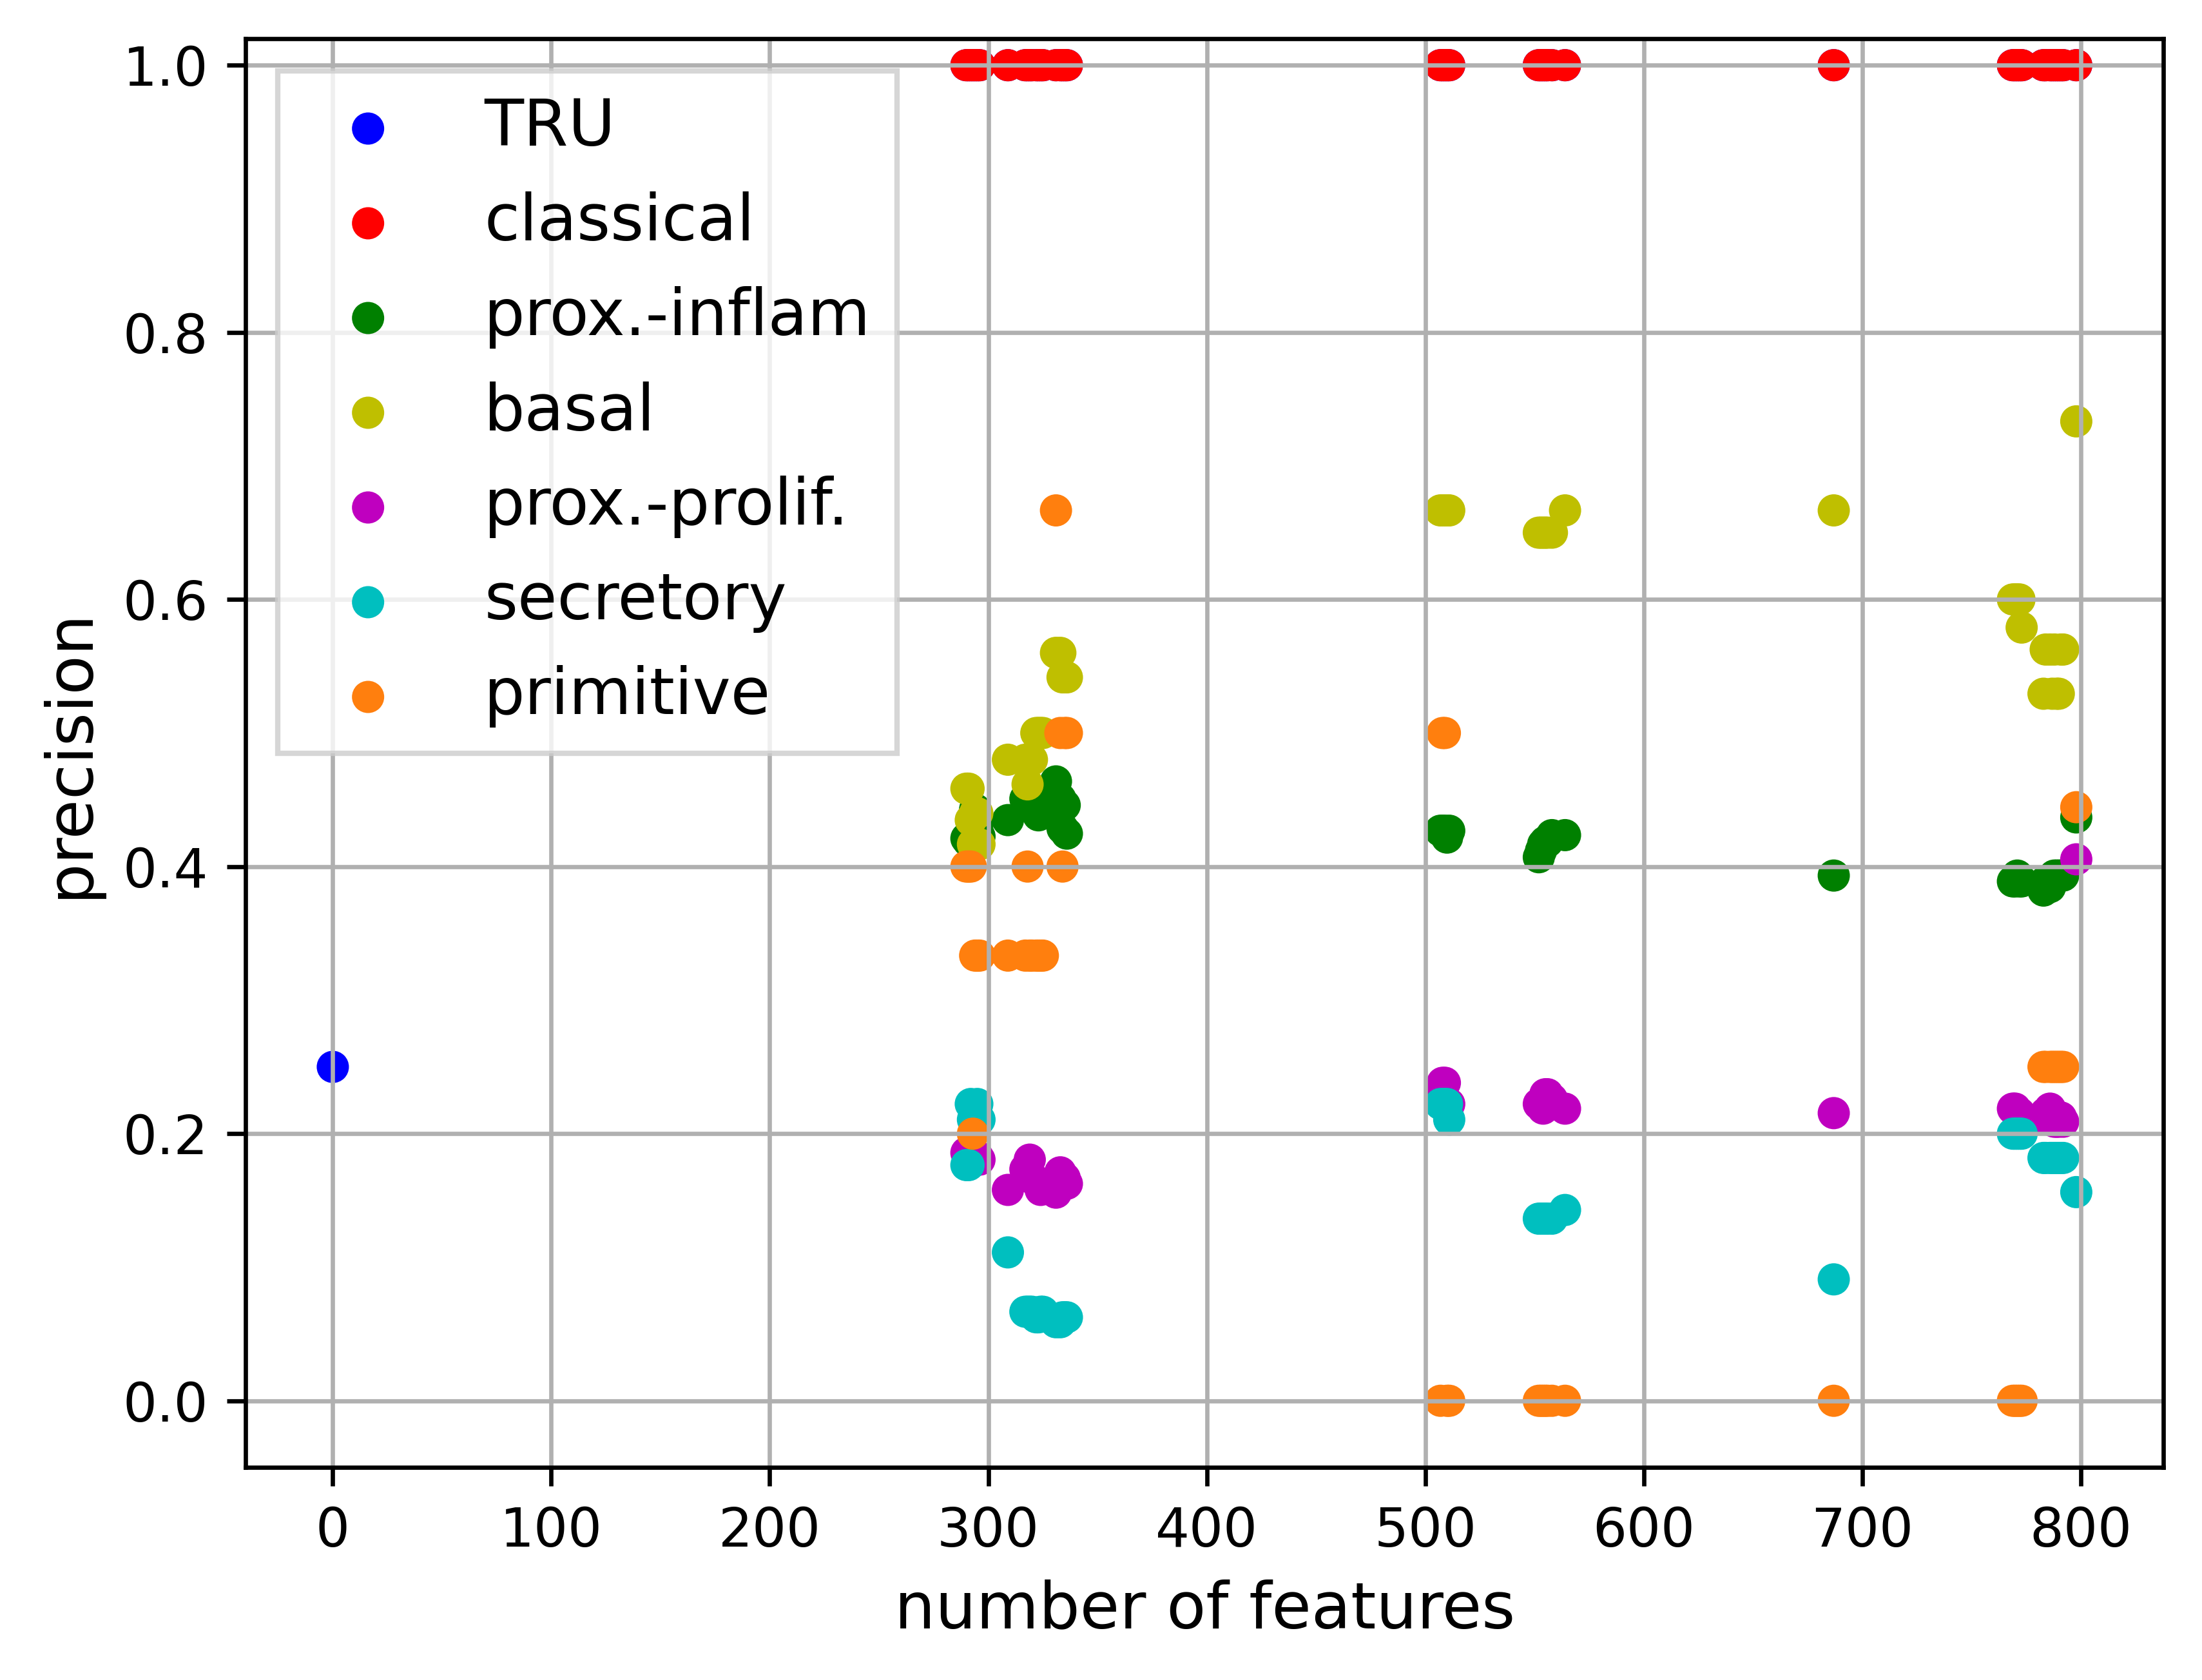 1.0
0.8
0.6
0.4
0.2
0.0
precision
TRU
classical
prox.-inflam
basal
prox.-prolif.
secretory
primitive
0 100 200 300 400 500 600 700 800
number of features